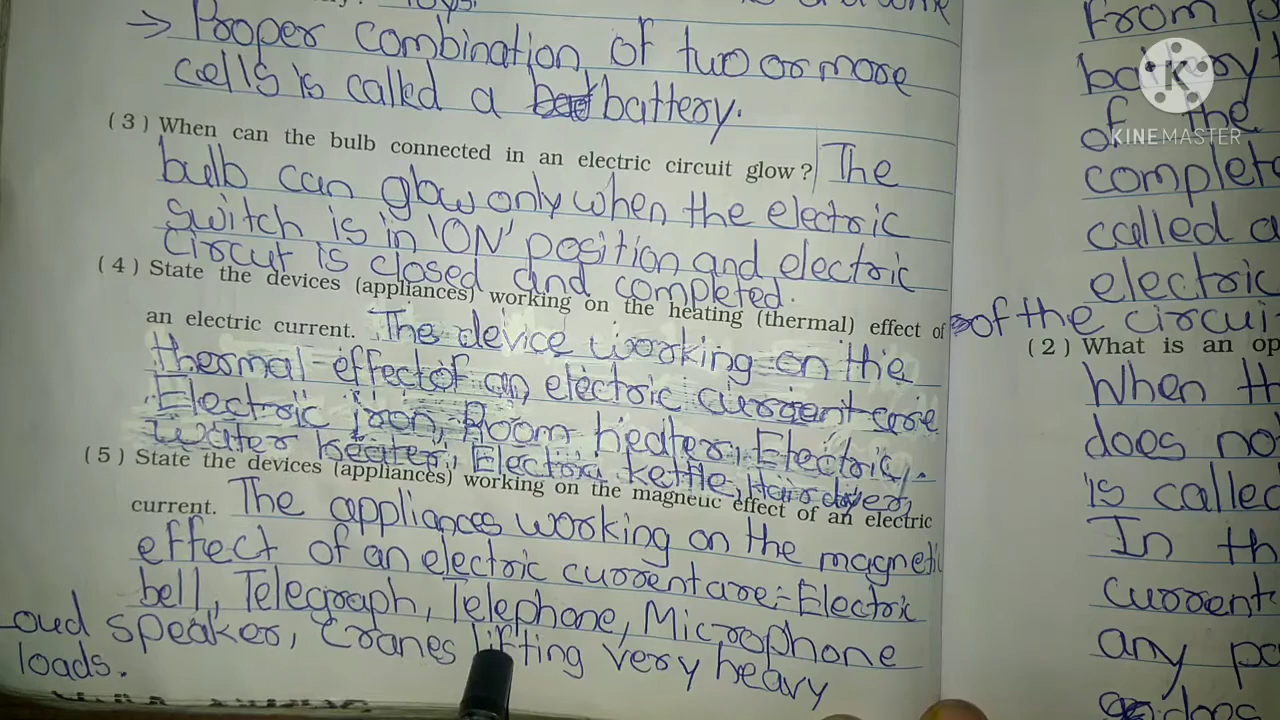 → Proper combination of two or more
cells is called a battery.
(3) When can the bulb connected in an electric circuit glow? The
bulb can glow only when the electric
switch is in 'ON' position and electric
circut is closed and completed.
(4) State the devices (appliances) working on the heating (thermal) effect of
an electric current. The device working on the
thermal effect of an electric current are
Electric iron, Room heater, Electric
water heater, Electric kettle, Hair dryer,
(5) State the devices (appliances) working on the magnetic effect of an electric
current. The appliances working on the magnetic
effect of an electric current are:- Electric
bell, Telegraph, Telephone, Microphone
oud speaker, Cranes lifting very heavy
loads.
From
of the
complete
called a
electric
of the circui
(2) What is an op
When th
does no
is called
In th
current
any po
does
KINEMASTER